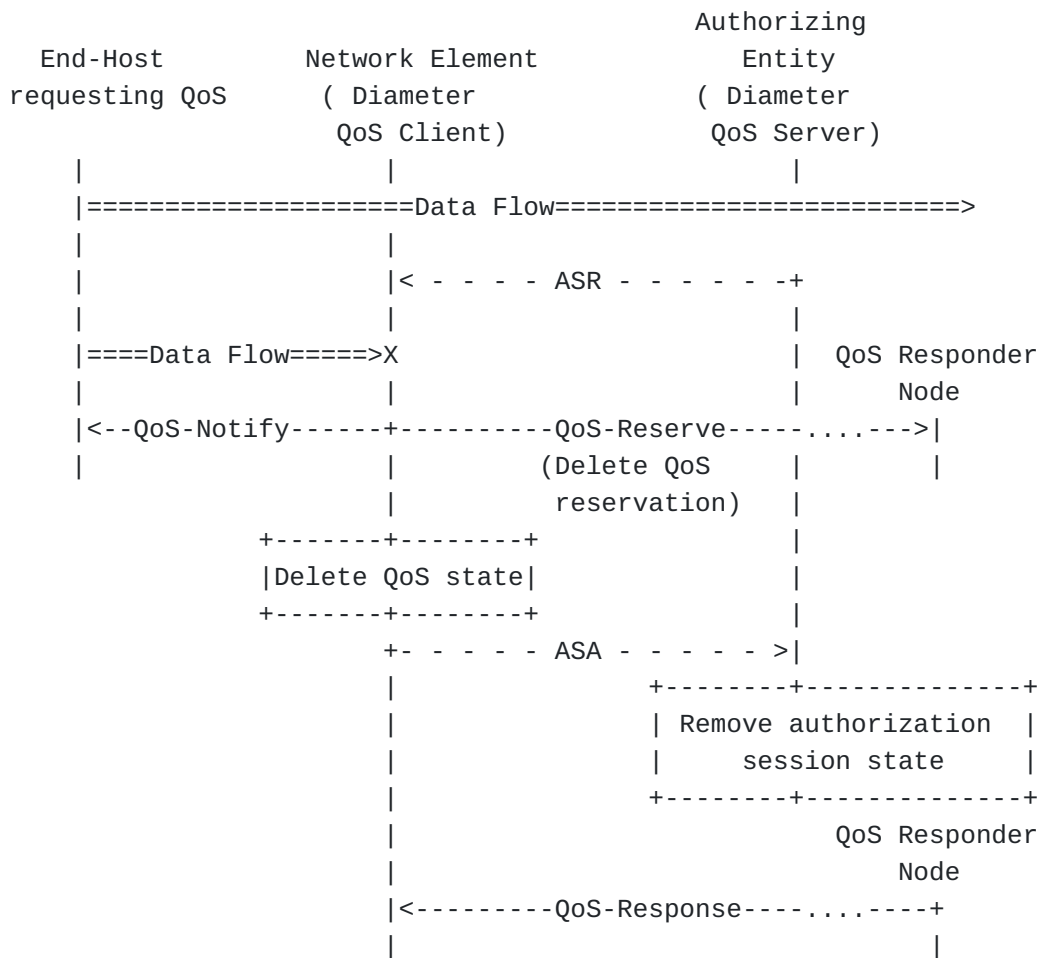 Authorizing
  End-Host         Network Element             Entity
requesting QoS      ( Diameter              ( Diameter
                     QoS Client)             QoS Server)
    |                   |                         |
    |=====================Data Flow==========================>
    |                   |
    |                   |< - - - - ASR - - - - - -+
    |                   |                         |
    |====Data Flow=====>X                         |  QoS Responder
    |                   |                         |      Node
    |<--QoS-Notify------+----------QoS-Reserve-----....--->|
    |                   |         (Delete QoS     |        |
                        |          reservation)   |
                +-------+--------+                |
                |Delete QoS state|                |
                +-------+--------+                |
                        +- - - - - ASA - - - - - >|
                        |                +--------+--------------+
                        |                | Remove authorization  |
                        |                |     session state     |
                        |                +--------+--------------+
                        |                            QoS Responder
                        |                                Node
                        |<---------QoS-Response----....----+
                        |                                  |